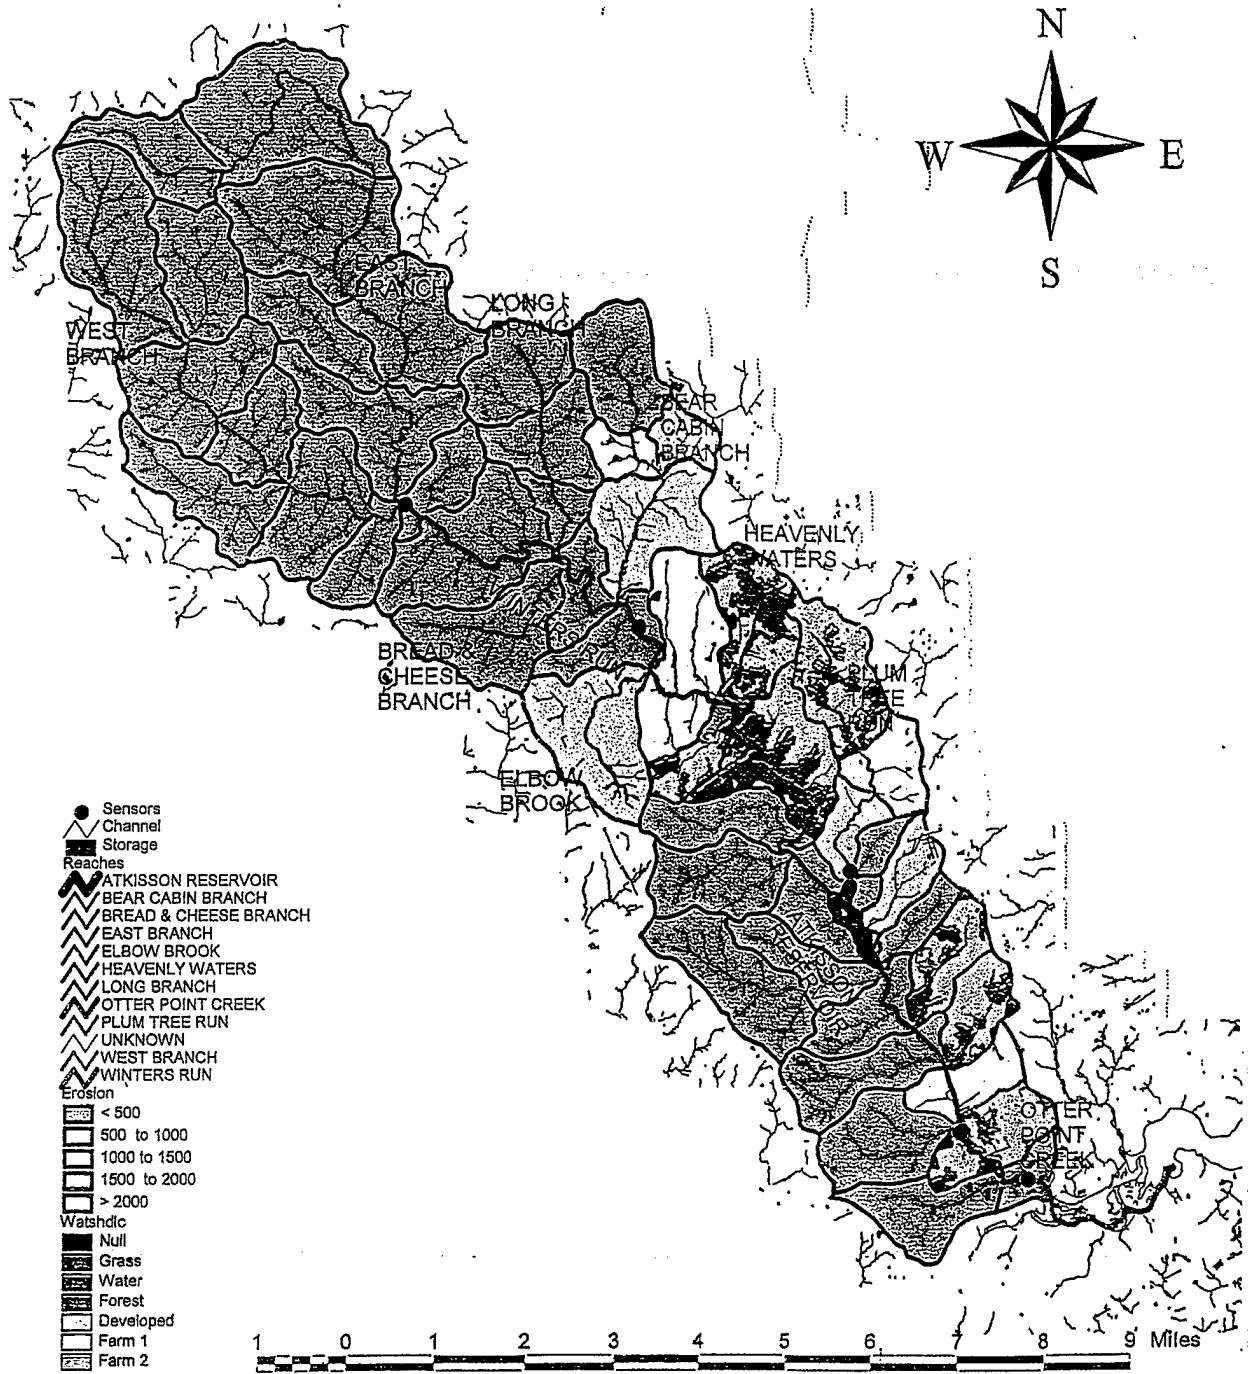 N
W E
S
EAST
BRANCH
LONG
BRANCH
WEST
BRANCH
BEAR
CABIN
BRANCH
HEAVENLY
WATERS
BREAD &
CHEESE
BRANCH
PLUM
TREE
RUN
ELBOW
BROOK
OTTER
POINT
CREEK
Sensors
Channel
Storage
Reaches
ATKISSON RESERVOIR
BEAR CABIN BRANCH
BREAD & CHEESE BRANCH
EAST BRANCH
ELBOW BROOK
HEAVENLY WATERS
LONG BRANCH
OTTER POINT CREEK
PLUM TREE RUN
UNKNOWN
WEST BRANCH
WINTERS RUN
Erosion
< 500
500 to 1000
1000 to 1500
1500 to 2000
> 2000
Watshdlc
Null
Grass
Water
Forest
Developed
Farm 1
Farm 2
1 0 1 2 3 4 5 6 7 8 9 Miles